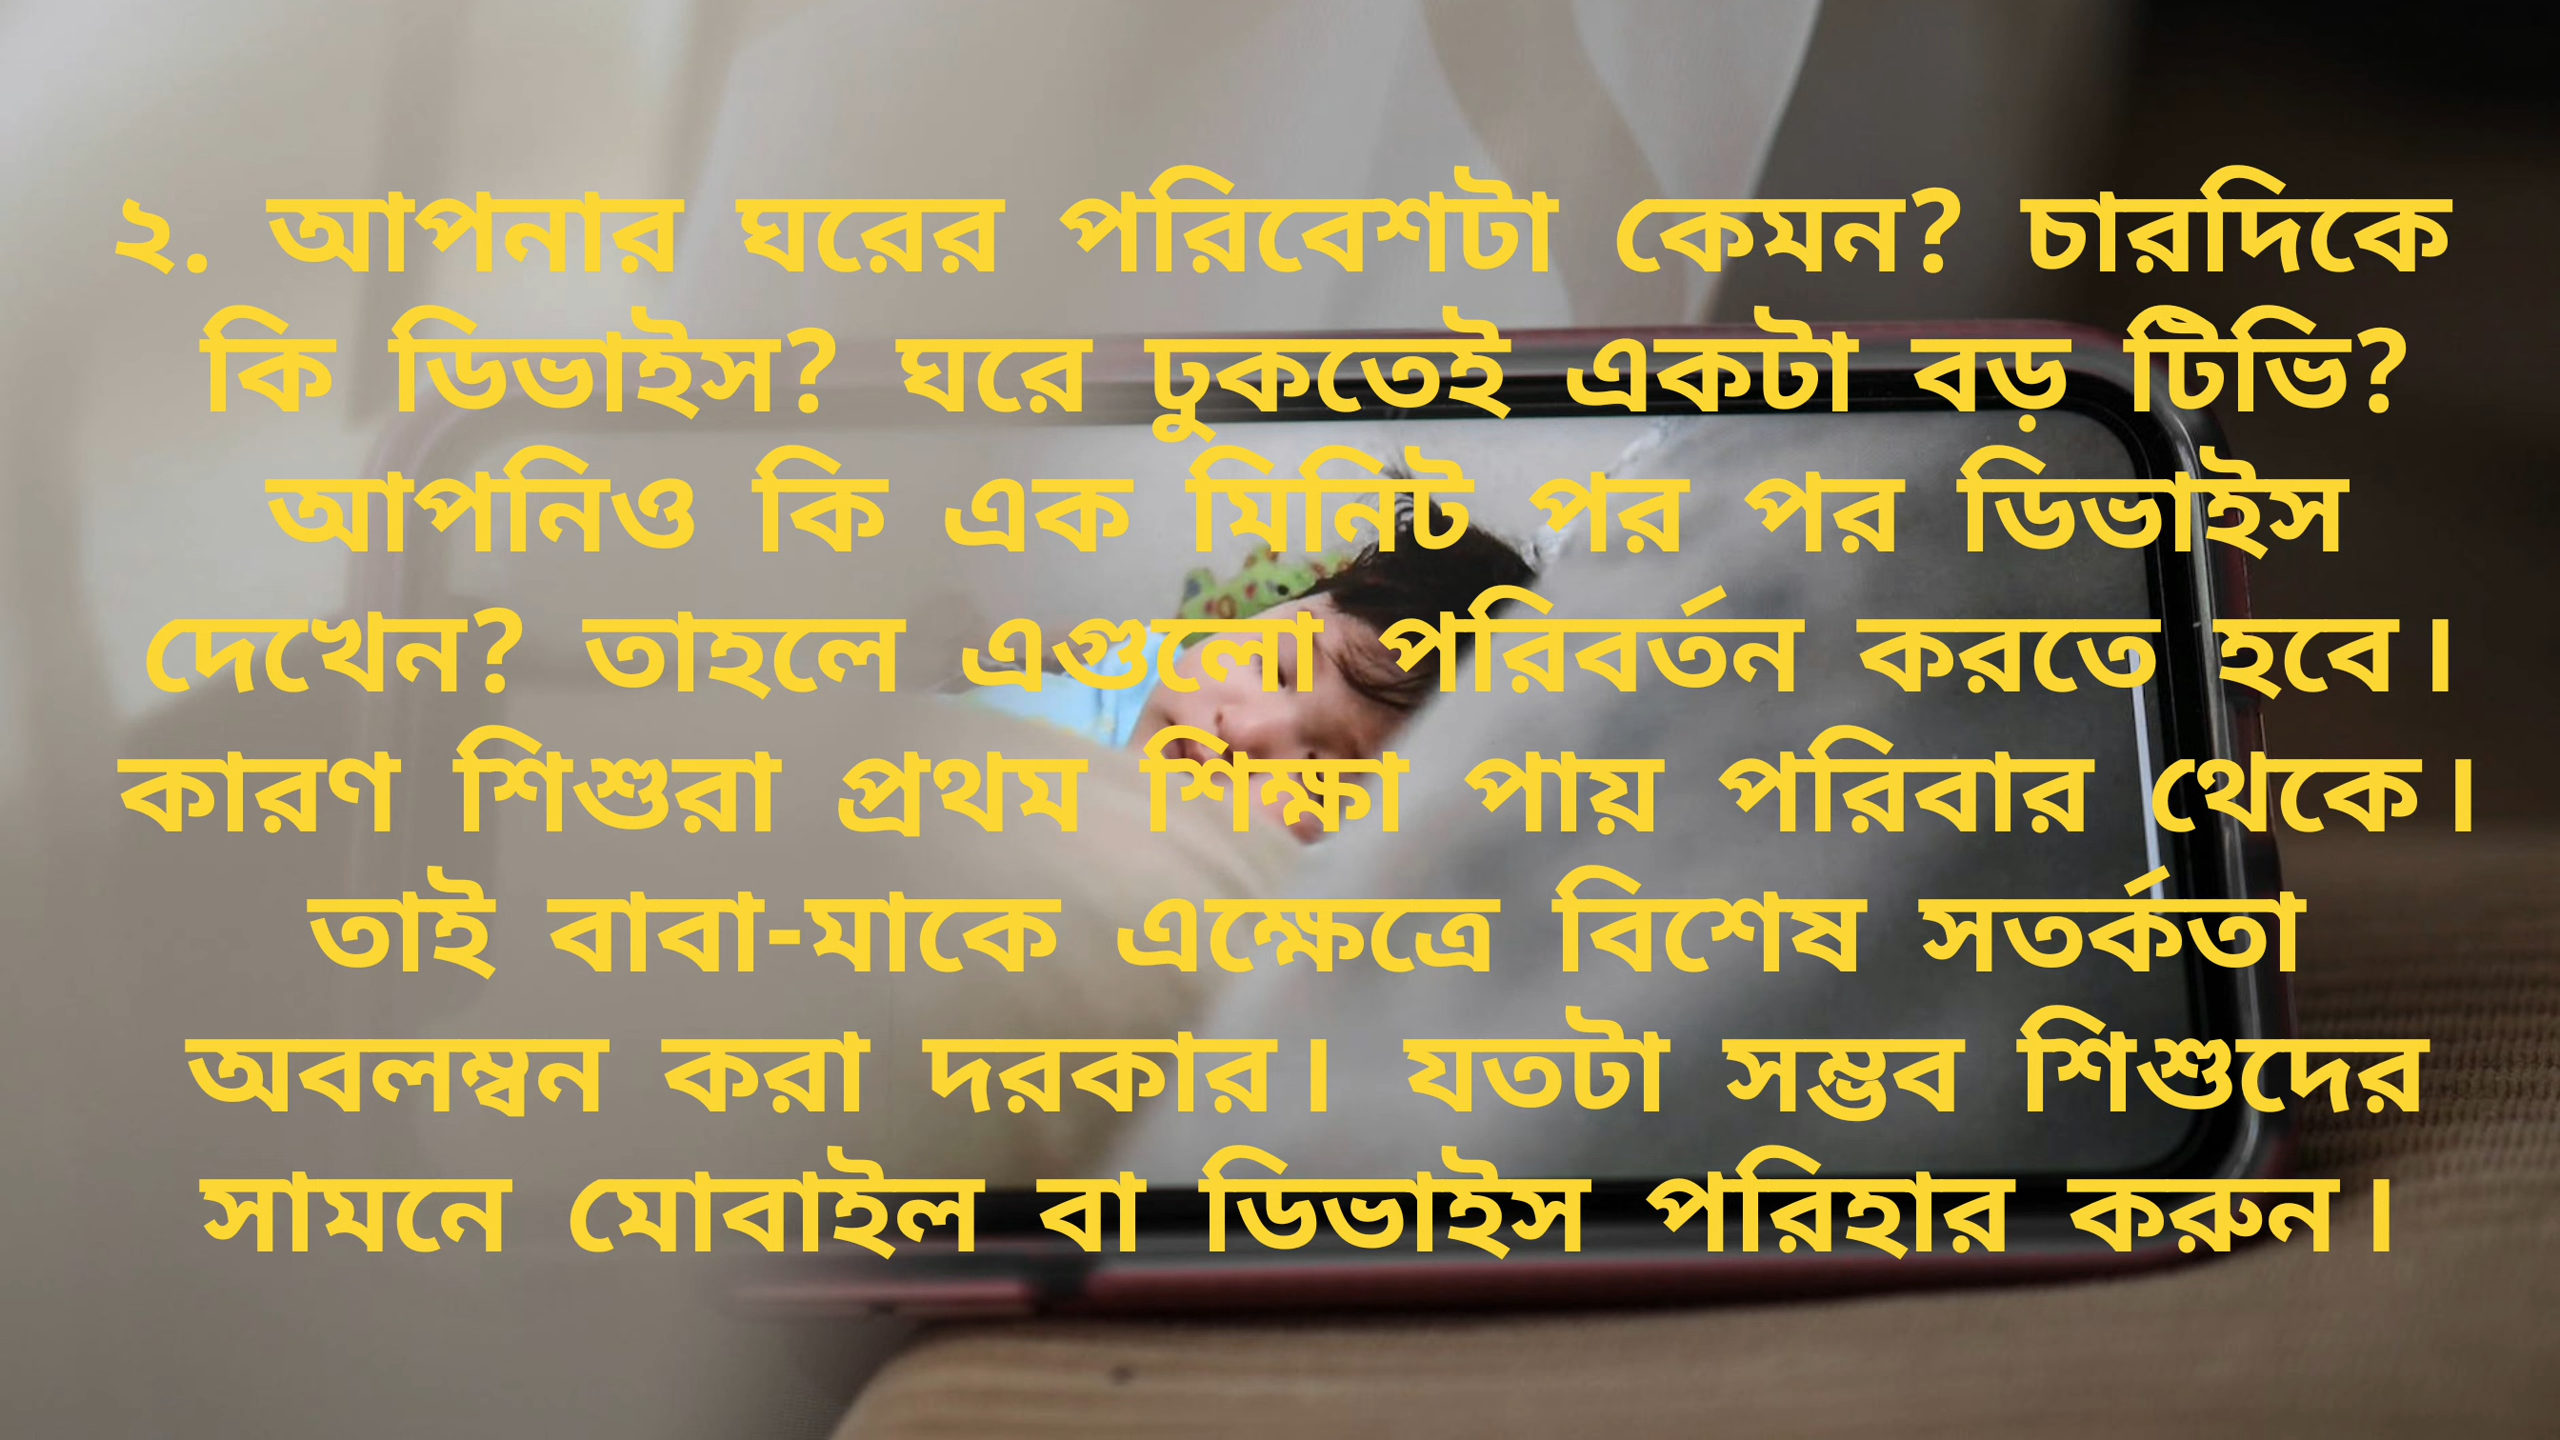 ২. আপনার ঘরের পরিবেশটা কেমন? চারদিকে
কি ডিভাইস? ঘরে ঢুকতেই একটা বড় টিভি?
আপনিও কি এক মিনিট পর পর ডিভাইস
দেখেন? তাহলে এগুলো পরিবর্তন করতে হবে।
কারণ শিশুরা প্রথম শিক্ষা পায় পরিবার থেকে।
তাই বাবা-মাকে এক্ষেত্রে বিশেষ সতর্কতা
অবলম্বন করা দরকার। যতটা সম্ভব শিশুদের
সামনে মোবাইল বা ডিভাইস পরিহার করুন।